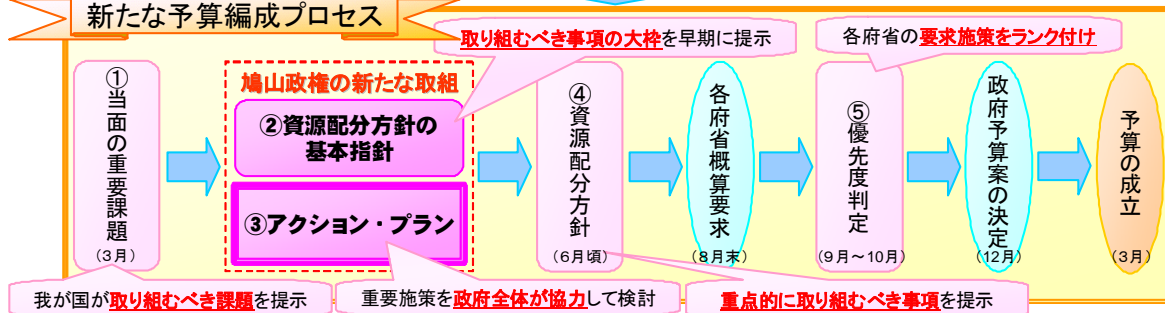 新たな予算編成プロセス
取り組むべき事項の大枠を早期に提示
各府省の要求施策をランク付け
①当面の重要課題
(3月)
鳩山政権の新たな取組
②資源配分方針の
基本指針
③アクション・プラン
④資源配分方針
(6月頃)
各府省概算要求
(8月末)
⑤優先度判定
(9月～10月)
政府予算案の決定
(12月)
予算の成立
(3月)
我が国が取り組むべき課題を提示
重要施策を政府全体が協力して検討
重点的に取り組むべき事項を提示